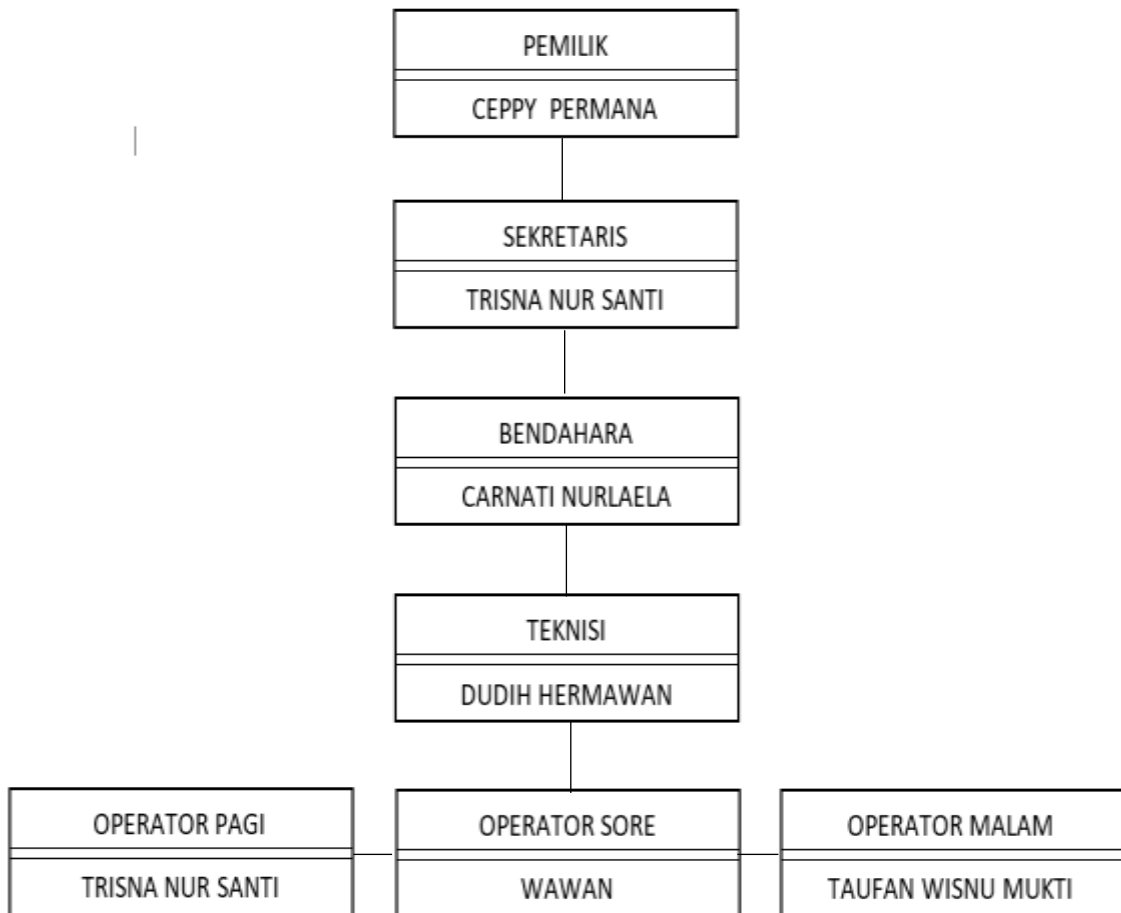 PEMILIK
CEPPY PERMANA
SEKRETARIS
TRISNA NUR SANTI
BENDAHARA
CARNATI NURLAELA
TEKNISI
DUDIH HERMAWAN
OPERATOR PAGI
TRISNA NUR SANTI
OPERATOR SORE
WAWAN
OPERATOR MALAM
TAUFAN WISNU MUKTI